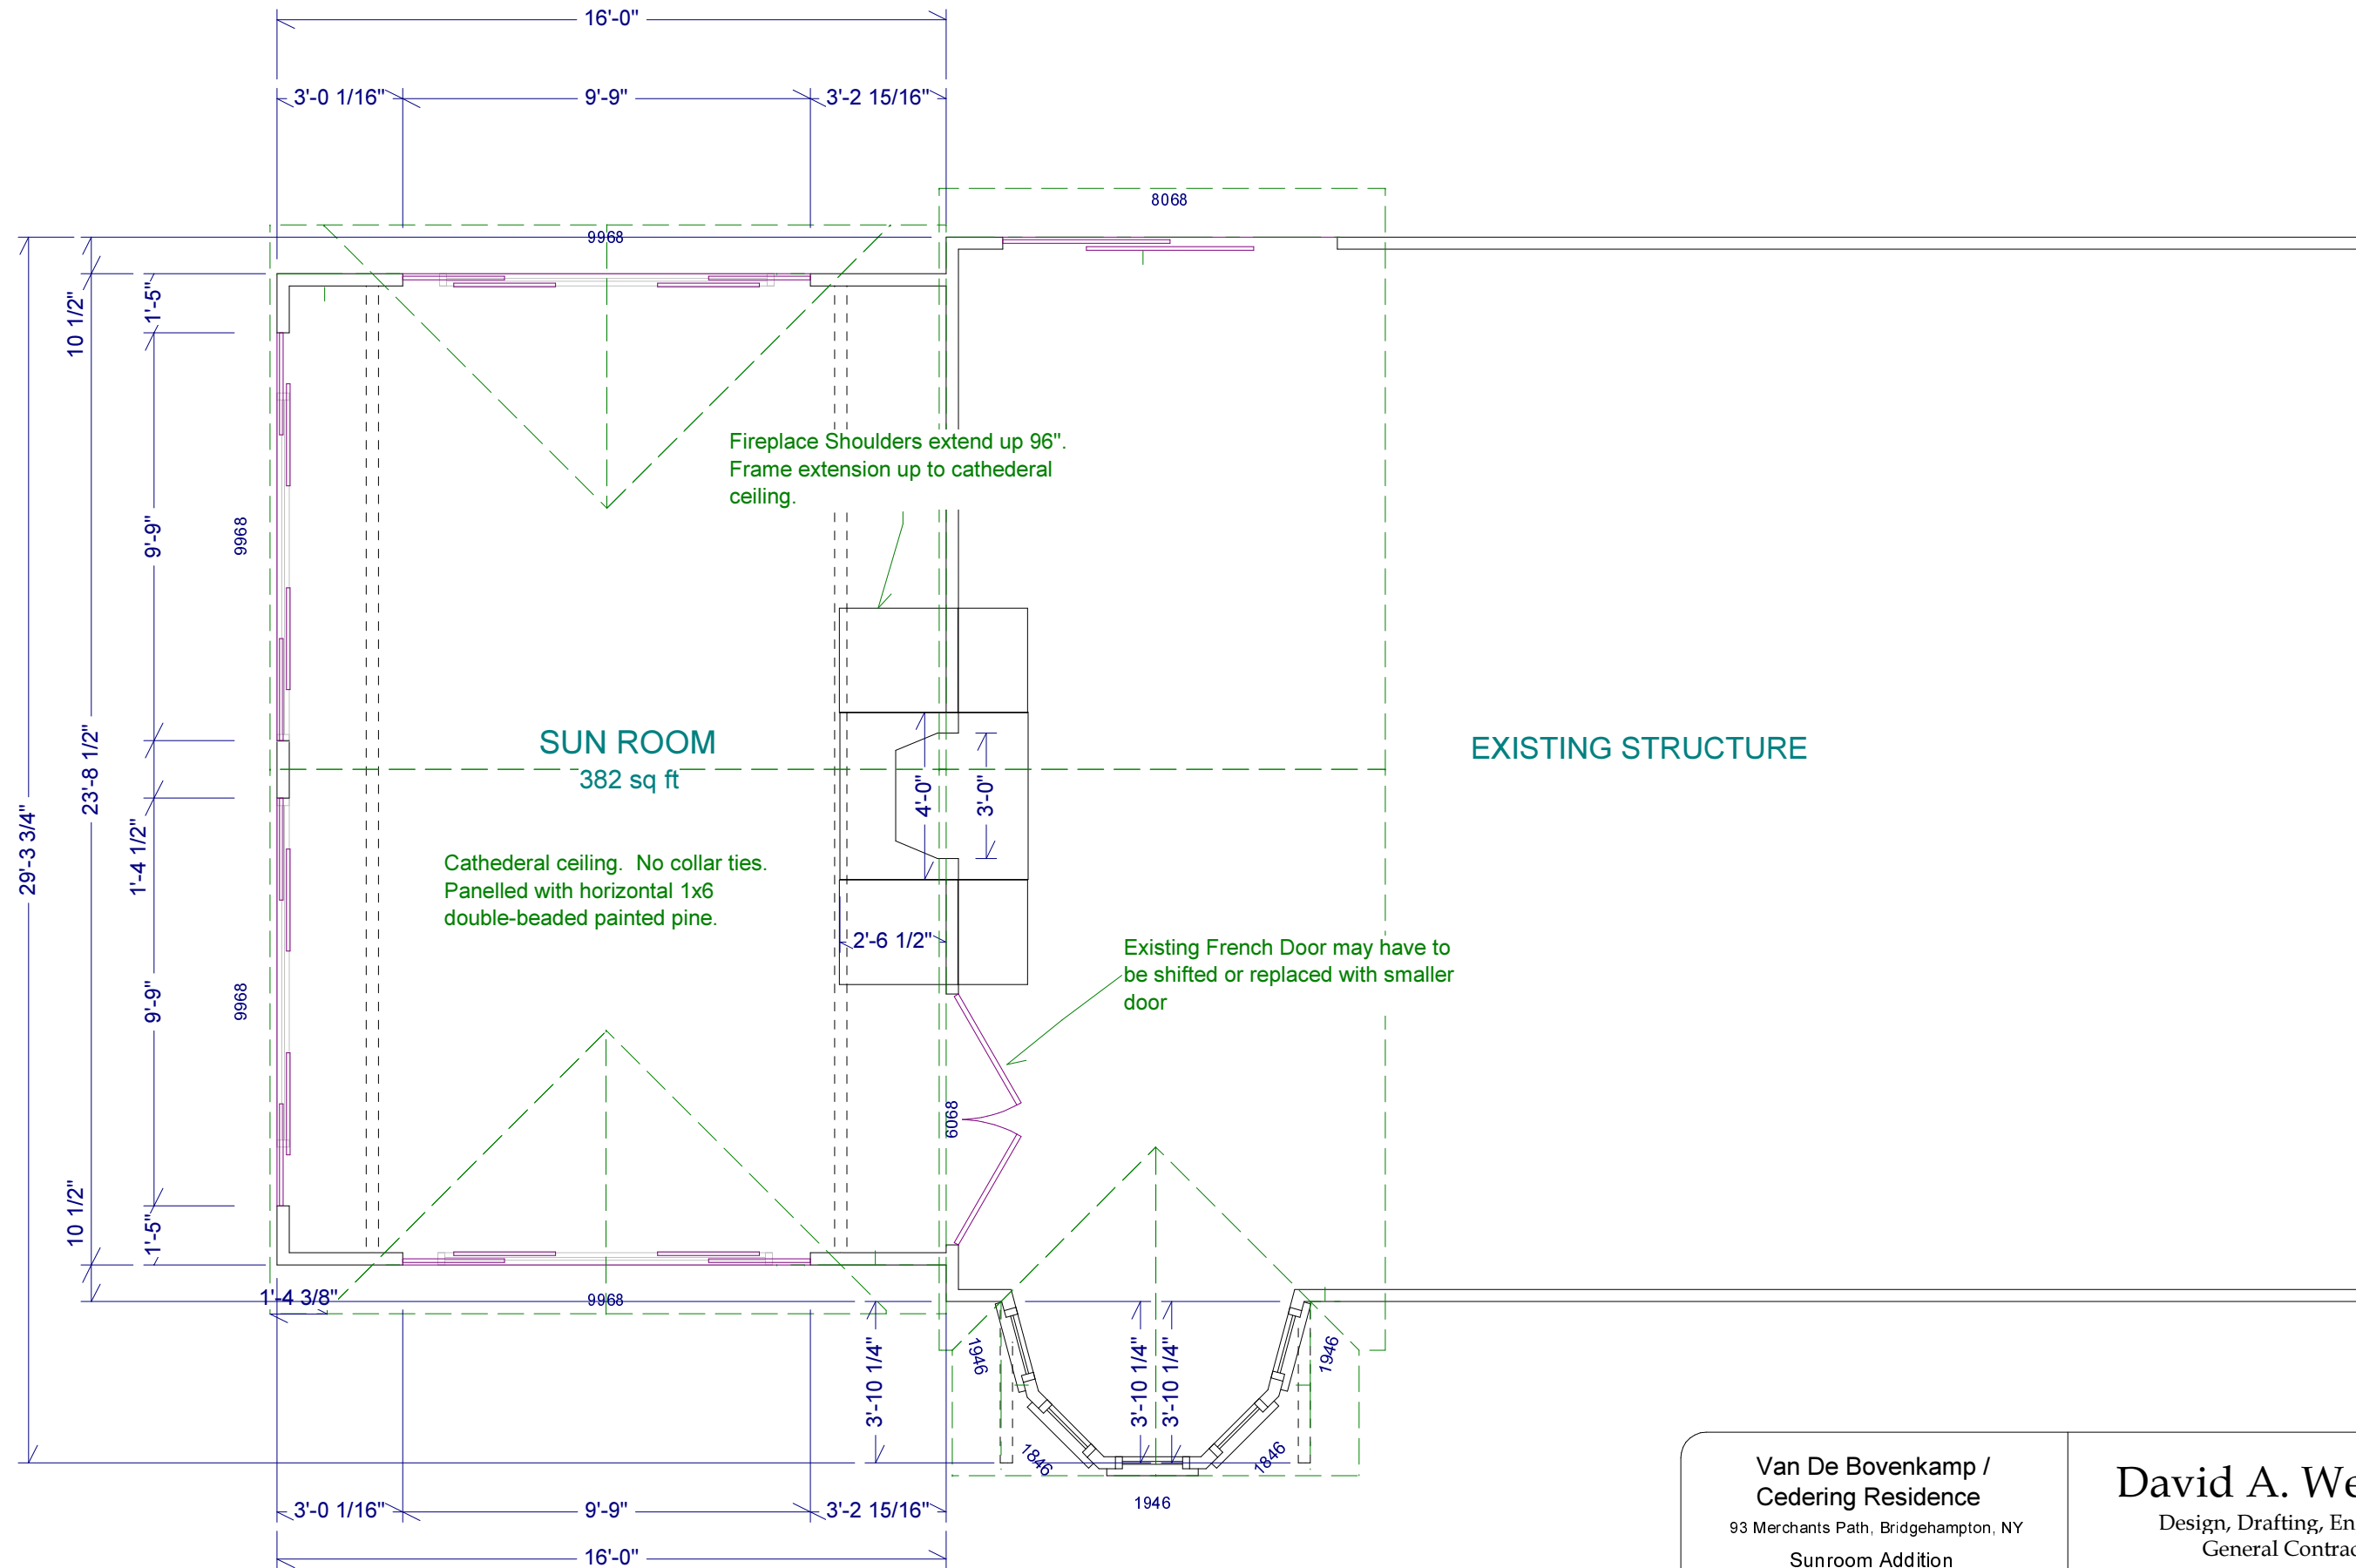 16'-0"
3'-0 1/16"
9'-9"
3'-2 15/16"
8068
9968
10 1/2"
1'-5"
Fireplace Shoulders extend up 96".
Frame extension up to cathederal
ceiling.
9'-9"
9968
SUN ROOM
382 sq ft
EXISTING STRUCTURE
23'-8 1/2"
29'-3 3/4"
1'-4 1/2"
4'-0"
3'-0"
Cathederal ceiling.  No collar ties.
Panelled with horizontal 1x6
double-beaded painted pine.
2'-6 1/2"
Existing French Door may have to
be shifted or replaced with smaller
door
9'-9"
9968
6068
10 1/2"
1'-5"
1'-4 3/8"
9968
3'-10 1/4"
1946
3'-10 1/4"
3'-10 1/4"
1946
1846
1846
1946
3'-0 1/16"
9'-9"
3'-2 15/16"
16'-0"
Van De Bovenkamp /
Cedering Residence
93 Merchants Path, Bridgehampton, NY
Sunroom Addition
David A. We
Design, Drafting, En
General Contrac